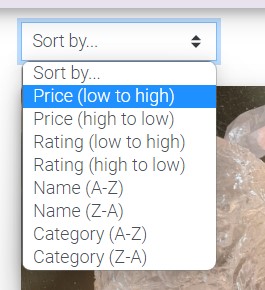 Sort by...
Sort by...
Price (low to high)
Price (high to low)
Rating (low to high)
Rating (high to low)
Name (A-Z)
Name (Z-A)
Category (A-Z)
Category (Z-A)